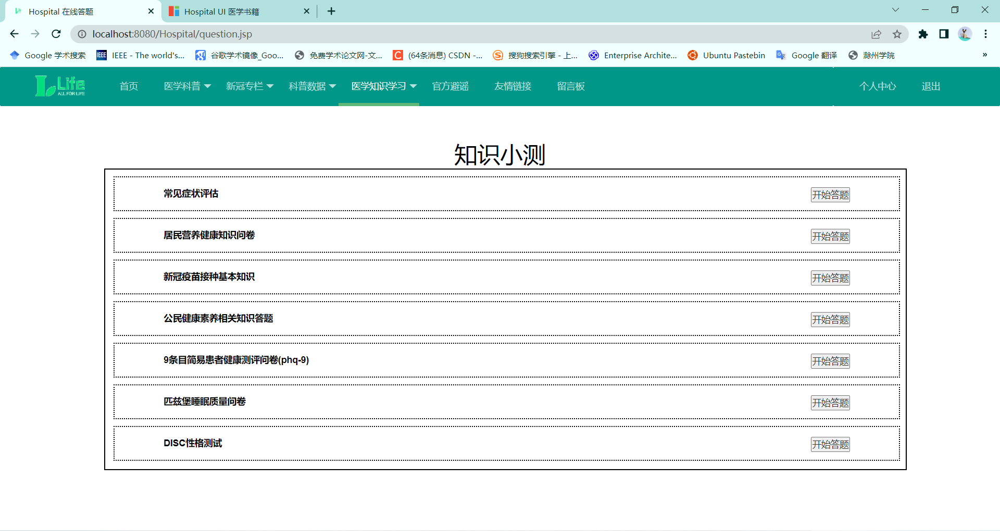 Hospital 在线答题
Hospital UI 医学书籍
localhost:8080/Hospital/question.jsp
Google 学术搜索
IEEE - The world's...
谷歌学术镜像_Goo...
免费学术论文网-文...
(64条消息) CSDN -...
搜狗搜索引擎 - 上...
Enterprise Archite...
Ubuntu Pastebin
Google 翻译
滁州学院
Life
ALL FOR LIFE
首页
医学科普
新冠专栏
科普数据
医学知识学习
官方避谣
友情链接
留言板
个人中心
退出
知识小测
常见症状评估
开始答题
居民营养健康知识问卷
开始答题
新冠疫苗接种基本知识
开始答题
公民健康素养相关知识答题
开始答题
9条目简易患者健康测评问卷(phq-9)
开始答题
匹兹堡睡眠质量问卷
开始答题
DISC性格测试
开始答题